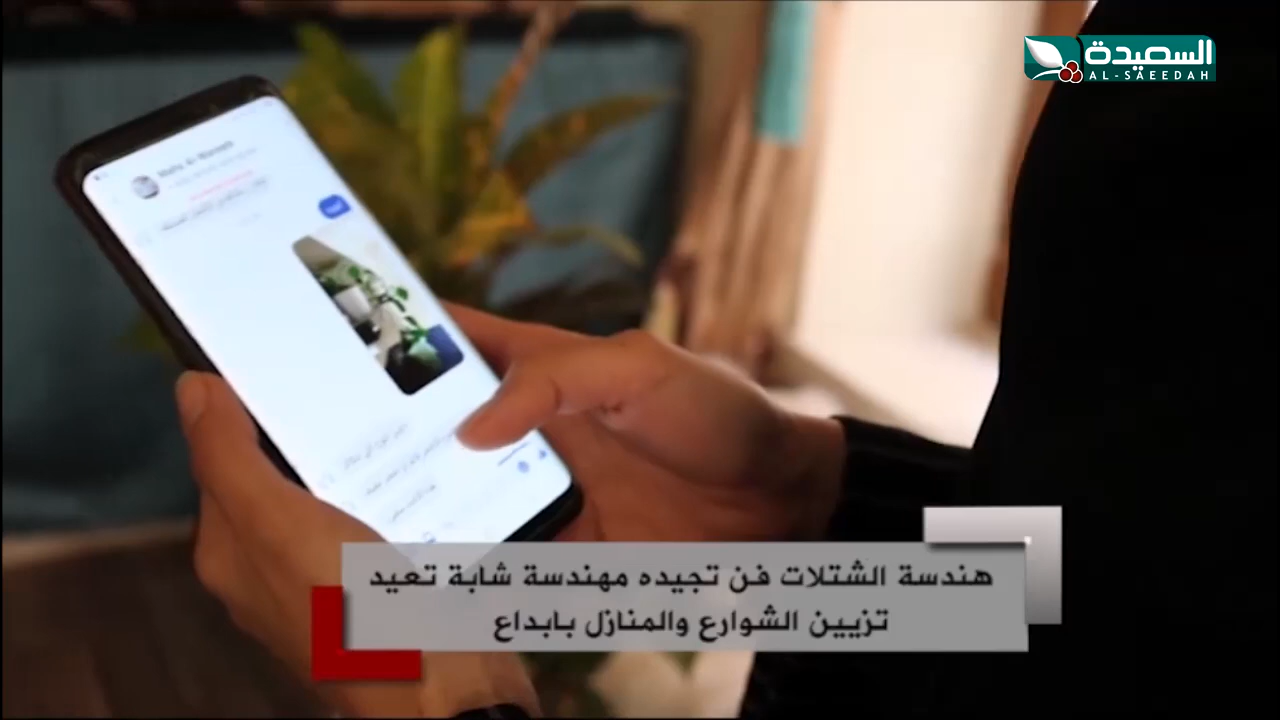 السعيدة
AL-SAEEDAH
هندسة الشتلات فن تجيده مهندسة شابة تعيد
تزيين الشوارع والمنازل بابداع